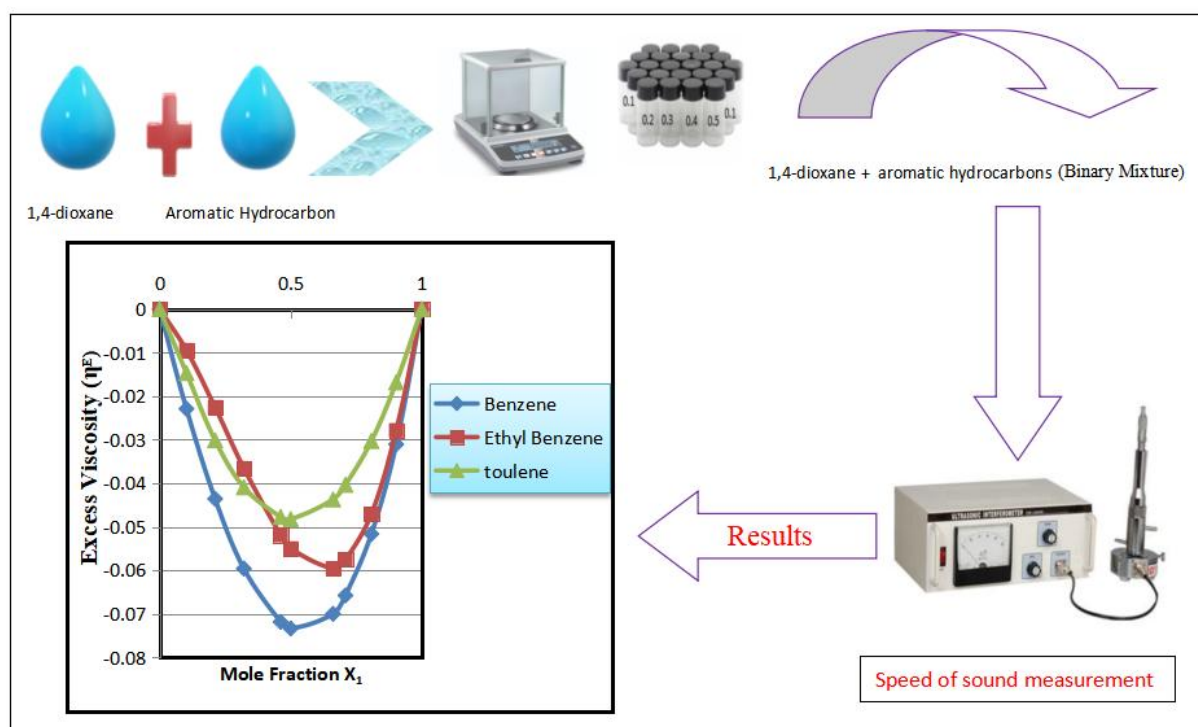 0.1
0.2 0.3 0.4 0.5
0.1
1,4-dioxane + aromatic hydrocarbons (Binary Mixture)
1,4-dioxane
Aromatic Hydrocarbon
0 0.5 1
0
-0.01
-0.02
-0.03
-0.04
-0.05
-0.06
-0.07
-0.08
Excess Viscosity (ηᴱ)
Mole Fraction X₁
Benzene
Ethyl Benzene
toulene
Results
ULTRASONIC INTERFEROMETER
Speed of sound measurement